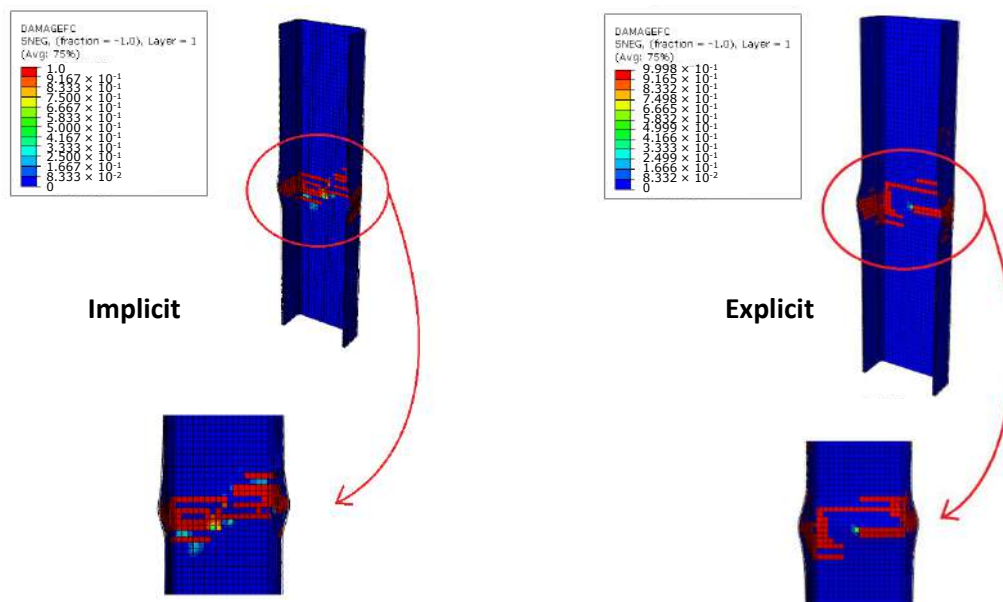 DAMAGEFC
SNEG, (fraction = -1.0), Layer = 1
(Avg: 75%)
1.0
9.167 × 10⁻¹
8.333 × 10⁻¹
7.500 × 10⁻¹
6.667 × 10⁻¹
5.833 × 10⁻¹
5.000 × 10⁻¹
4.167 × 10⁻¹
3.333 × 10⁻¹
2.500 × 10⁻¹
1.667 × 10⁻¹
8.333 × 10⁻²
0
Implicit
DAMAGEFC
SNEG, (fraction = -1.0), Layer = 1
(Avg: 75%)
9.998 × 10⁻¹
9.165 × 10⁻¹
8.332 × 10⁻¹
7.498 × 10⁻¹
6.665 × 10⁻¹
5.832 × 10⁻¹
4.999 × 10⁻¹
4.166 × 10⁻¹
3.333 × 10⁻¹
2.499 × 10⁻¹
1.666 × 10⁻¹
8.332 × 10⁻²
0
Explicit